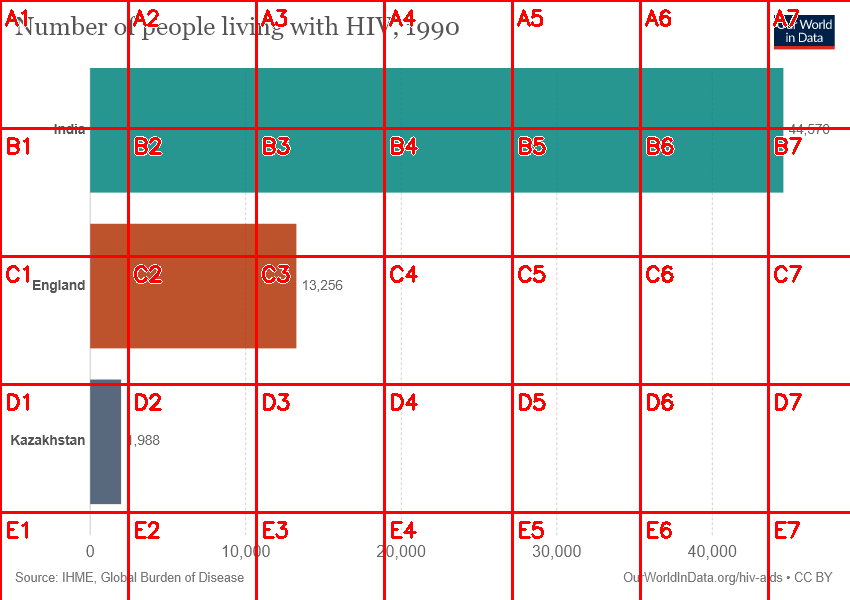 Number of people living with HIV, 1990
Our World
in Data
A1 A2 A3 A4 A5 A6 A7
India
44,570
B1 B2 B3 B4 B5 B6 B7
C1 C2 C3 C4 C5 C6 C7
England
13,256
D1 D2 D3 D4 D5 D6 D7
Kazakhstan
1,988
E1 E2 E3 E4 E5 E6 E7
0 10,000 20,000 30,000 40,000
Source: IHME, Global Burden of Disease
OurWorldInData.org/hiv-aids • CC BY